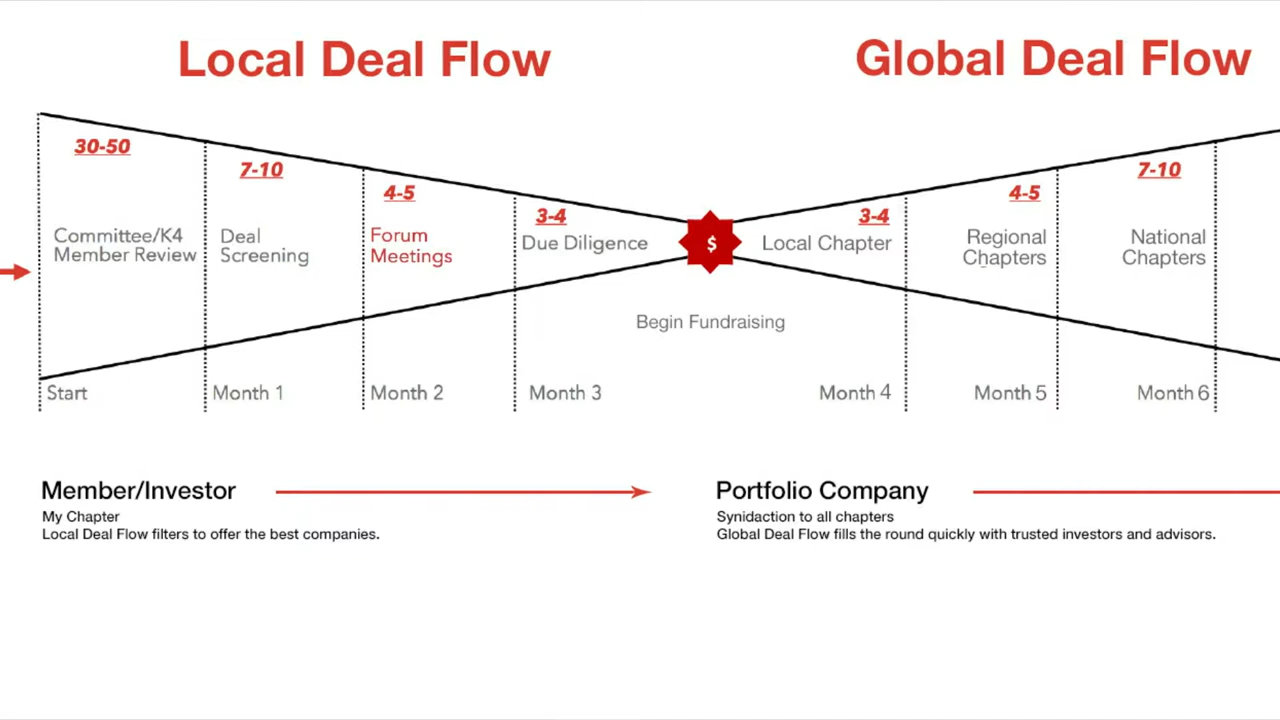 Local Deal Flow
Global Deal Flow
30-50
7-10
4-5
3-4
3-4
4-5
7-10
Committee/K4
Member Review
Deal
Screening
Forum
Meetings
Due Diligence
$
Local Chapter
Regional
Chapters
National
Chapters
Begin Fundraising
Start
Month 1
Month 2
Month 3
Month 4
Month 5
Month 6
Member/Investor
My Chapter
Local Deal Flow filters to offer the best companies.
Portfolio Company
Synidaction to all chapters
Global Deal Flow fills the round quickly with trusted investors and advisors.